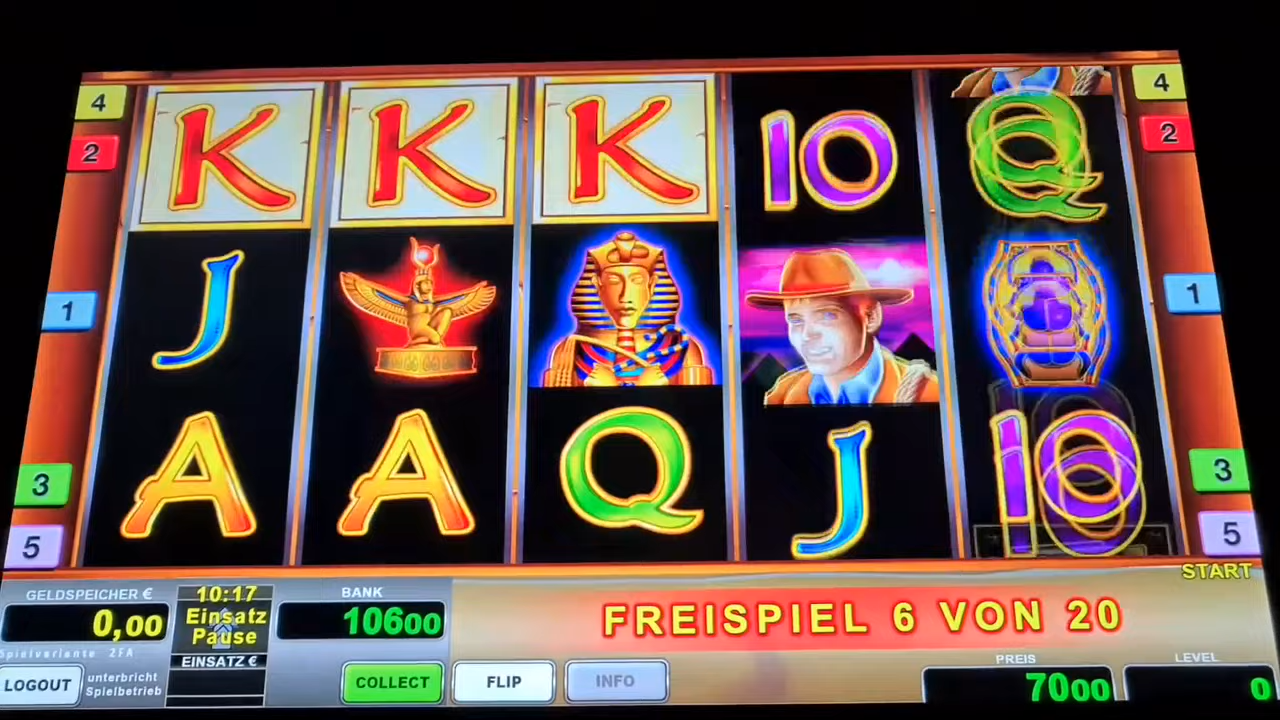 4 K K K 10 Q 4
2 2
1 J 1
3 A A Q J 10 3
5 5
START
GELDSPEICHER € 10:17 BANK
0,00 Einsatz 10600 FREISPIEL 6 VON 20
Pause
Spielvariante 2FA
EINSATZ €
PREIS LEVEL
LOGOUT unterbricht COLLECT FLIP INFO 7000 0
Spielbetrieb